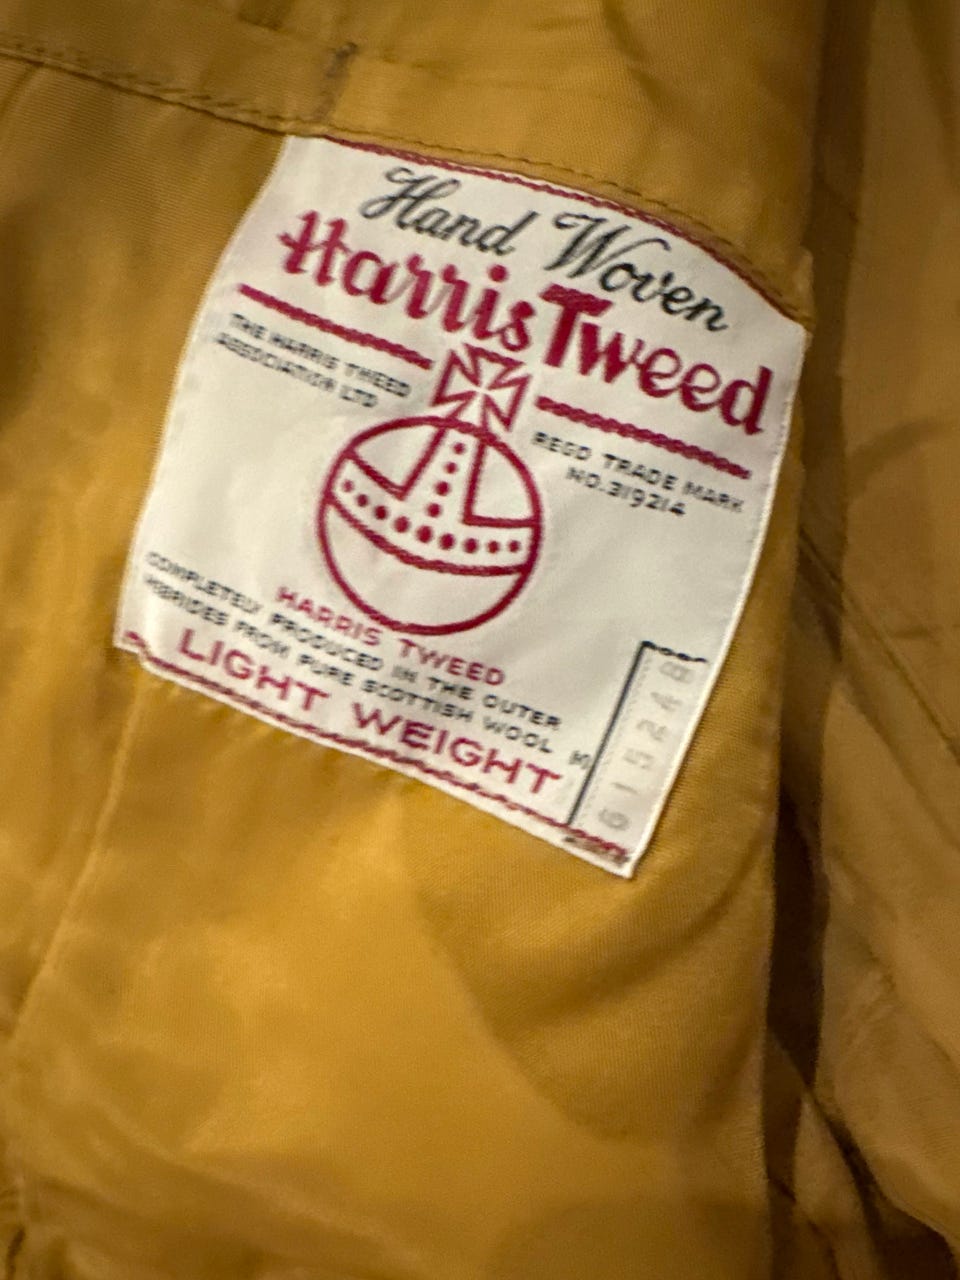 Hand Woven
Harris Tweed
THE HARRIS TWEED
ASSOCIATION LTD
REGD TRADE MARK
NO.319214
HARRIS TWEED
COMPLETELY PRODUCED IN THE OUTER
HEBRIDES FROM PURE SCOTTISH WOOL
LIGHT WEIGHT